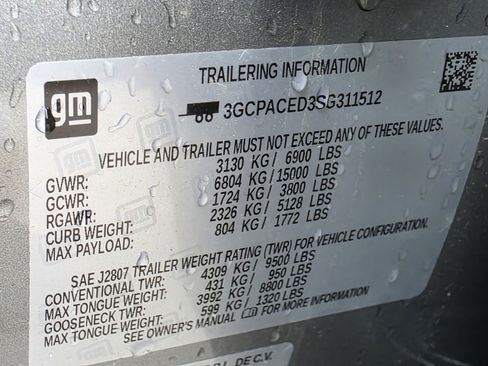 gm
TRAILERING INFORMATION
3GCPACED3SG311512
VEHICLE AND TRAILER MUST NOT EXCEED ANY OF THESE VALUES.
GVWR: 3130 KG / 6900 LBS
GCWR: 6804 KG / 15000 LBS
RGAWR: 1724 KG / 3800 LBS
CURB WEIGHT: 2326 KG / 5128 LBS
MAX PAYLOAD: 804 KG / 1772 LBS
SAE J2807 TRAILER WEIGHT RATING (TWR) FOR VEHICLE CONFIGURATION.
CONVENTIONAL TWR: 4309 KG / 9500 LBS
MAX TONGUE WEIGHT: 431 KG / 950 LBS
GOOSENECK TWR: 3992 KG / 8800 LBS
MAX TONGUE WEIGHT: 599 KG / 1320 LBS
SEE OWNER'S MANUAL FOR MORE INFORMATION
DE C.V.